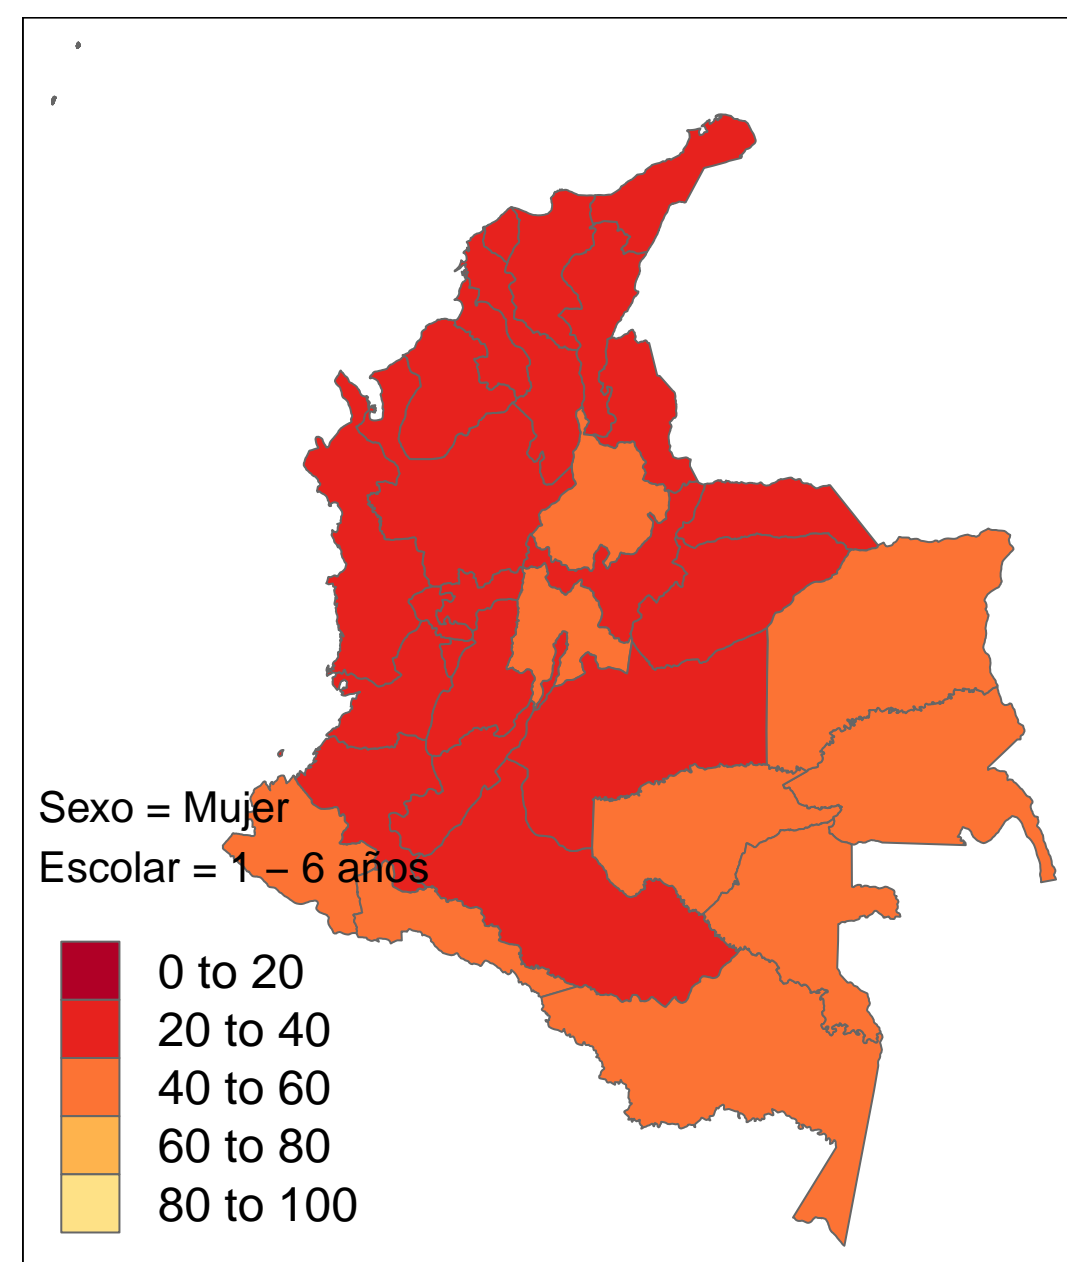 Sexo = Mujer
Escolar = 1 – 6 años
0 to 20
20 to 40
40 to 60
60 to 80
80 to 100